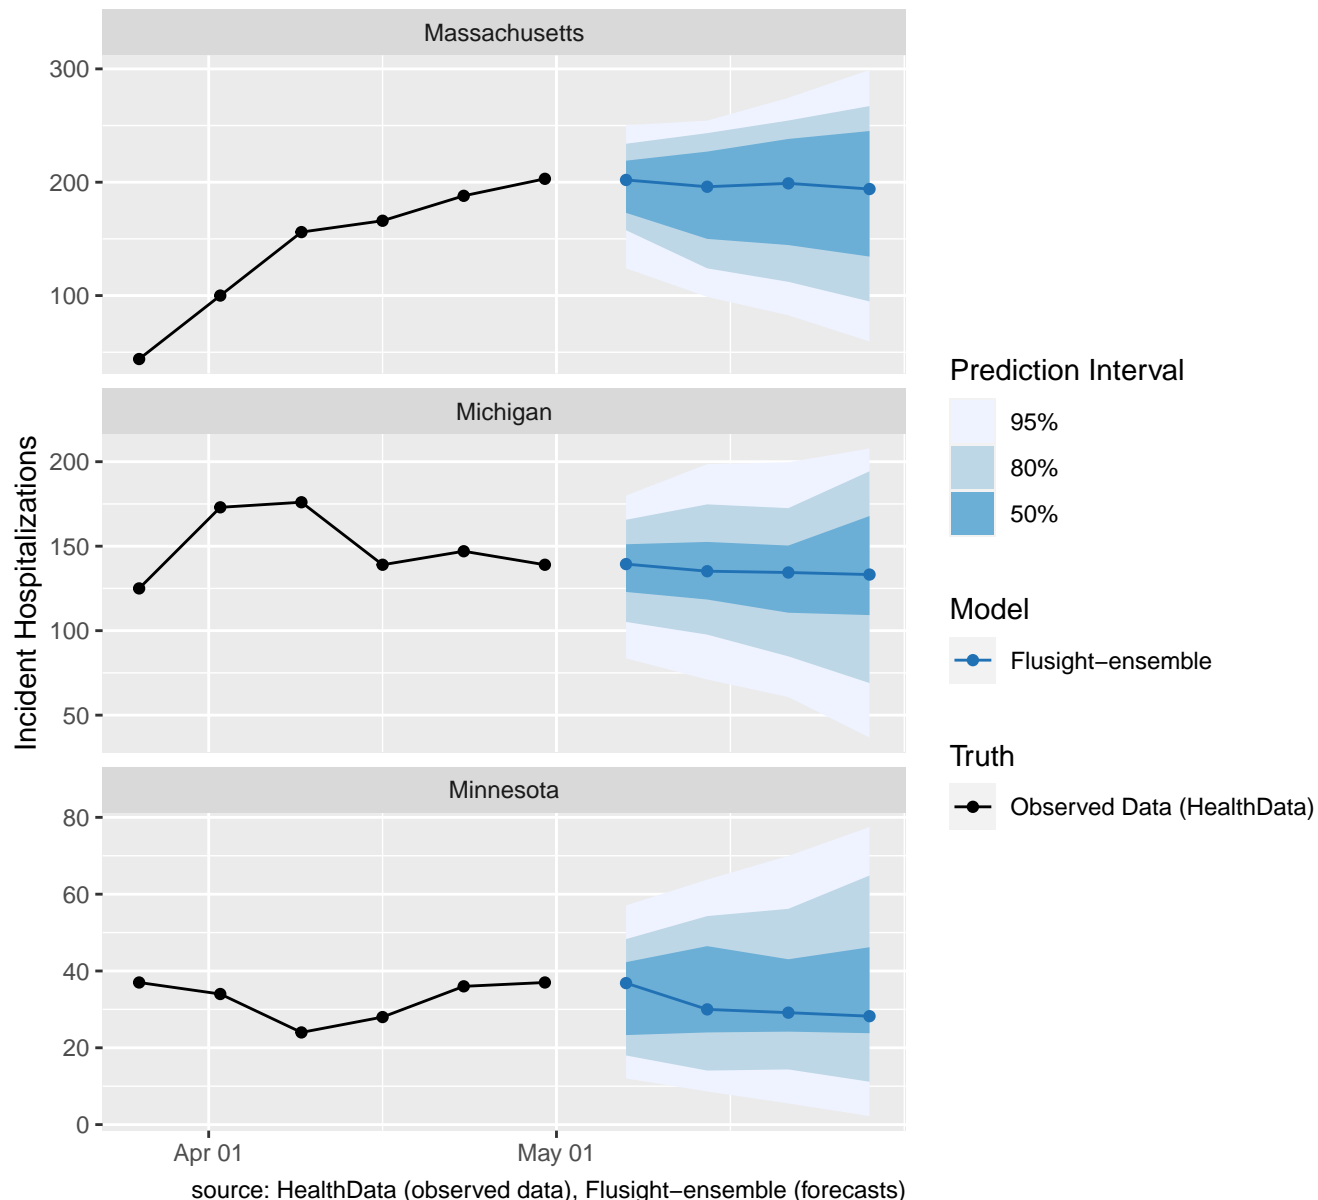 Massachusetts
300
200
100
Michigan
200
150
100
50
Minnesota
80
60
40
20
0
Apr 01
May 01
Incident Hospitalizations
source: HealthData (observed data), Flusight−ensemble (forecasts)
Prediction Interval
95%
80%
50%
Model
Flusight−ensemble
Truth
Observed Data (HealthData)